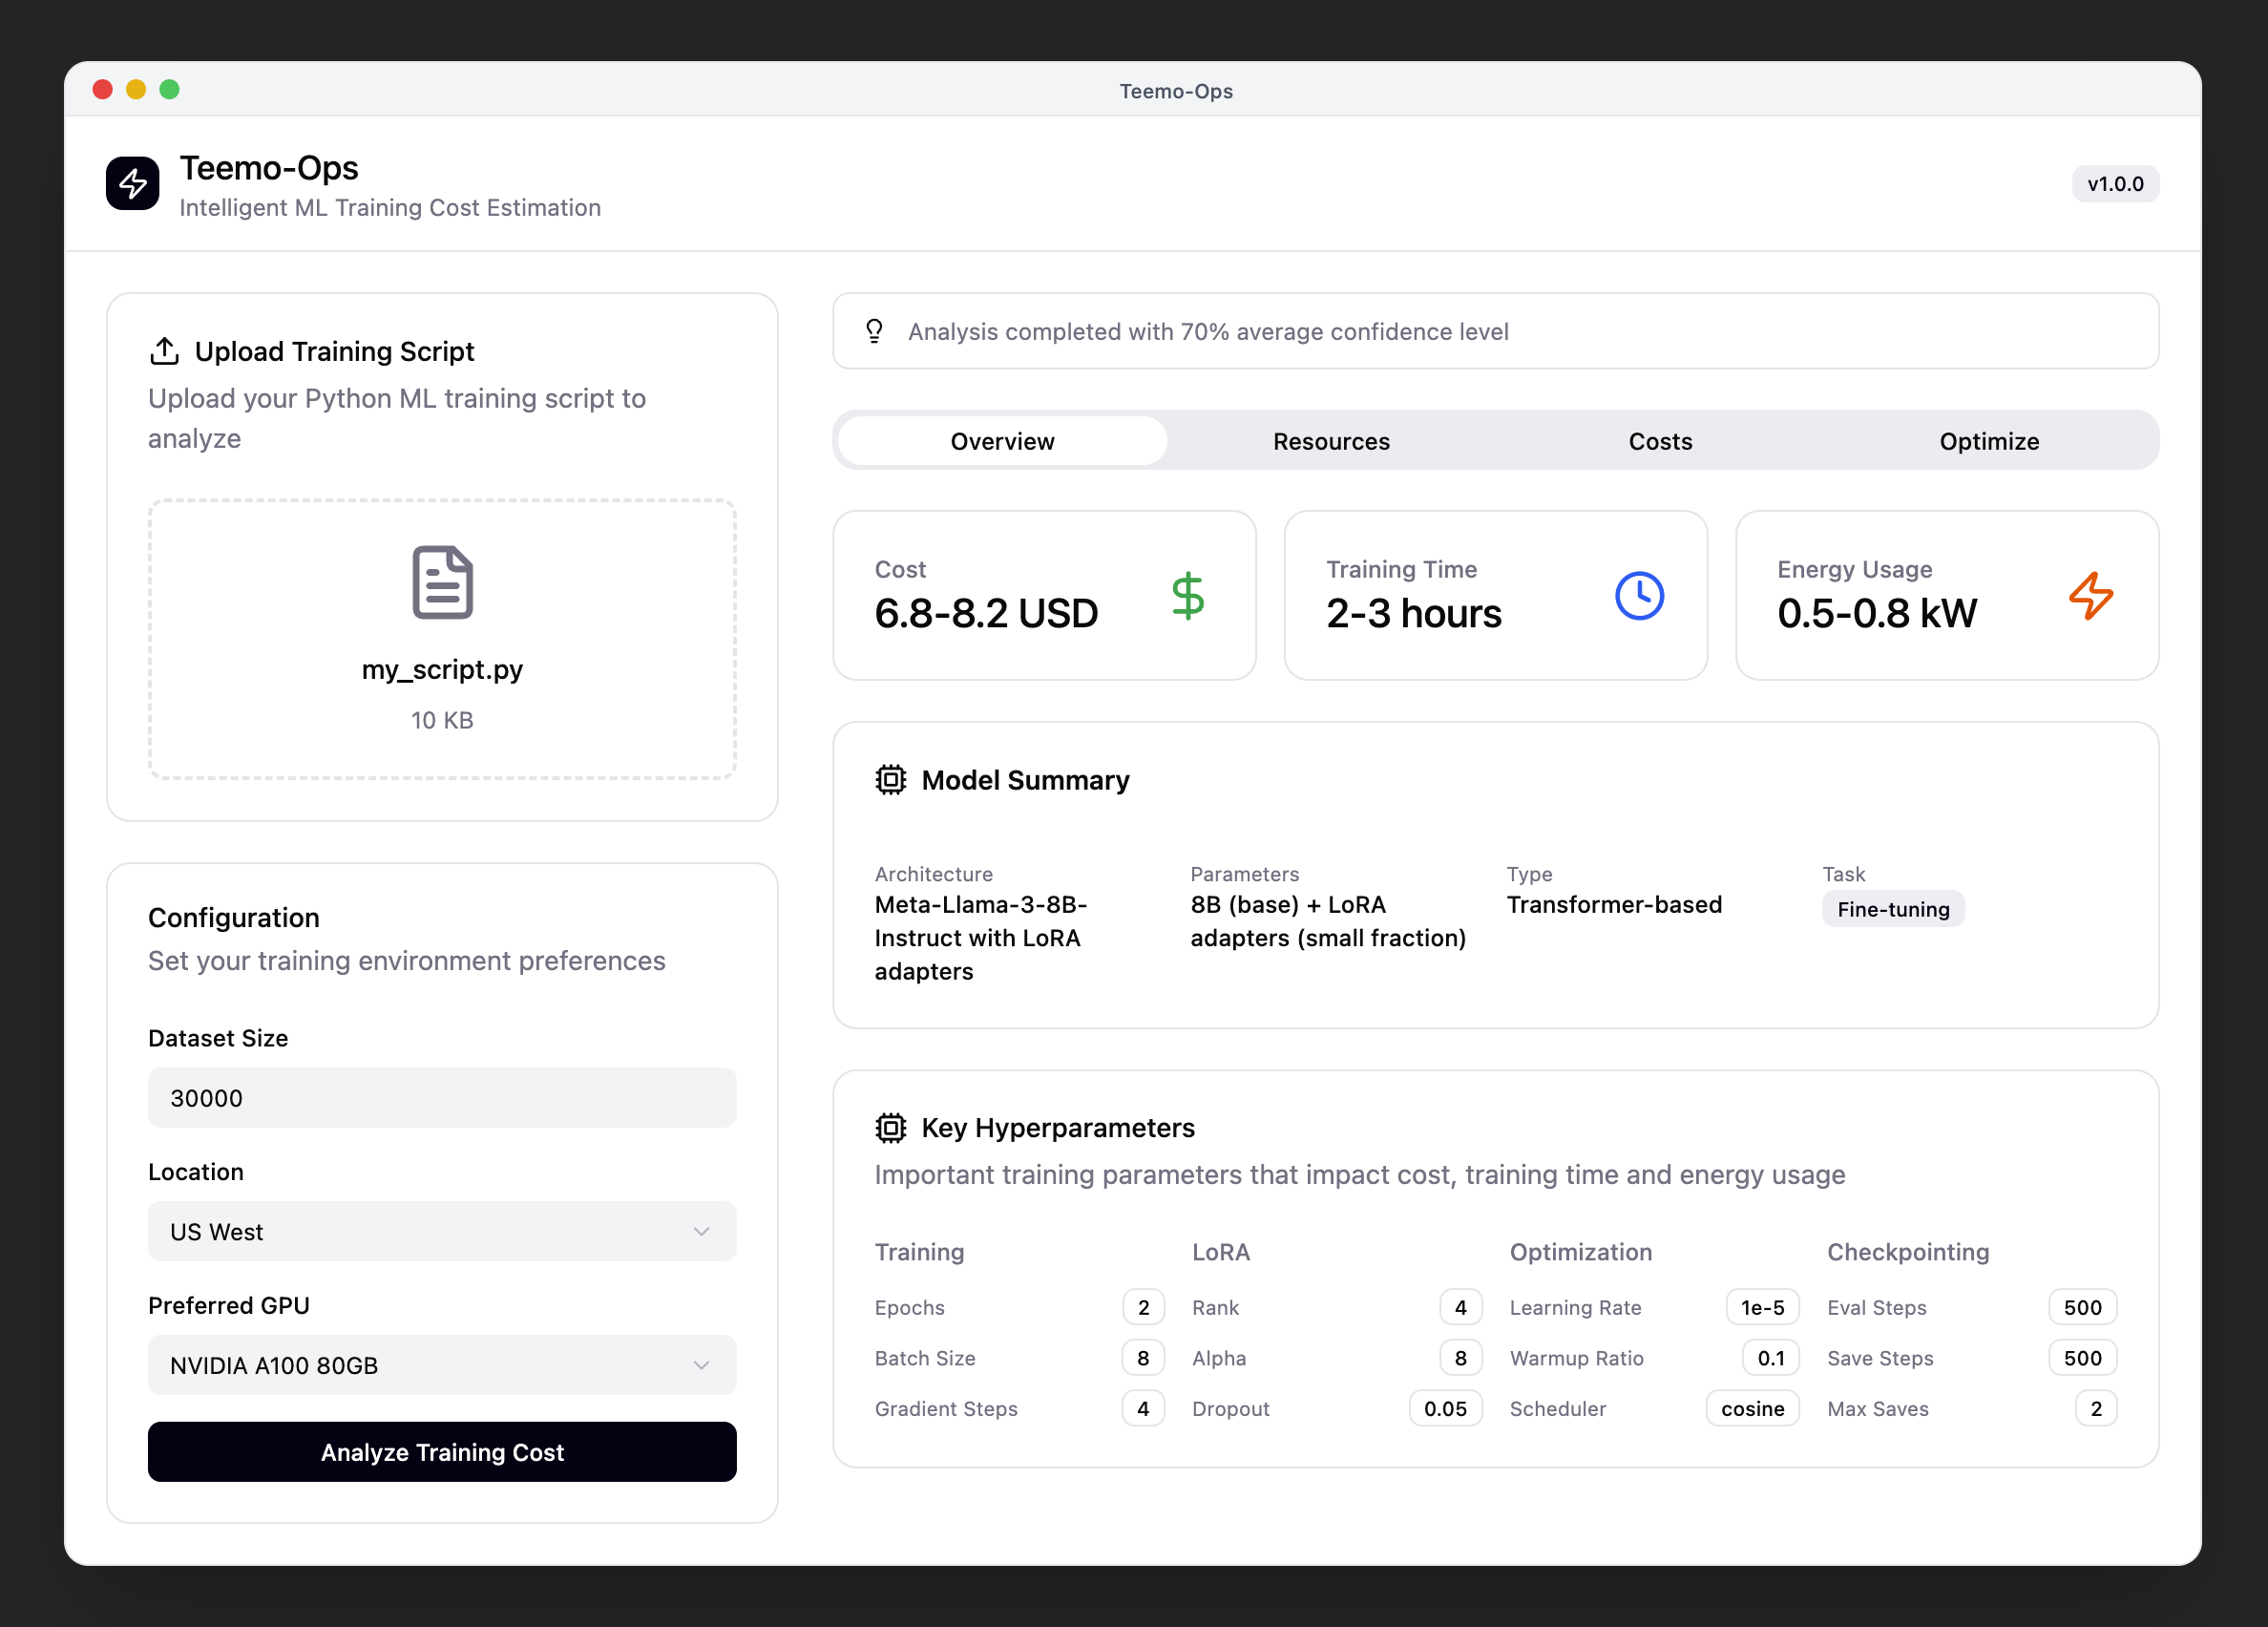 Teemo-Ops
Teemo-Ops
Intelligent ML Training Cost Estimation
v1.0.0
Upload Training Script
Upload your Python ML training script to
analyze
my_script.py
10 KB
Configuration
Set your training environment preferences
Dataset Size
30000
Location
US West
Preferred GPU
NVIDIA A100 80GB
Analyze Training Cost
Analysis completed with 70% average confidence level
Overview Resources Costs Optimize
Cost
6.8-8.2 USD
Training Time
2-3 hours
Energy Usage
0.5-0.8 kW
Model Summary
Architecture
Meta-Llama-3-8B-
Instruct with LoRA
adapters
Parameters
8B (base) + LoRA
adapters (small fraction)
Type
Transformer-based
Task
Fine-tuning
Key Hyperparameters
Important training parameters that impact cost, training time and energy usage
Training
Epochs 2
Batch Size 8
Gradient Steps 4
LoRA
Rank 4
Alpha 8
Dropout 0.05
Optimization
Learning Rate 1e-5
Warmup Ratio 0.1
Scheduler cosine
Checkpointing
Eval Steps 500
Save Steps 500
Max Saves 2